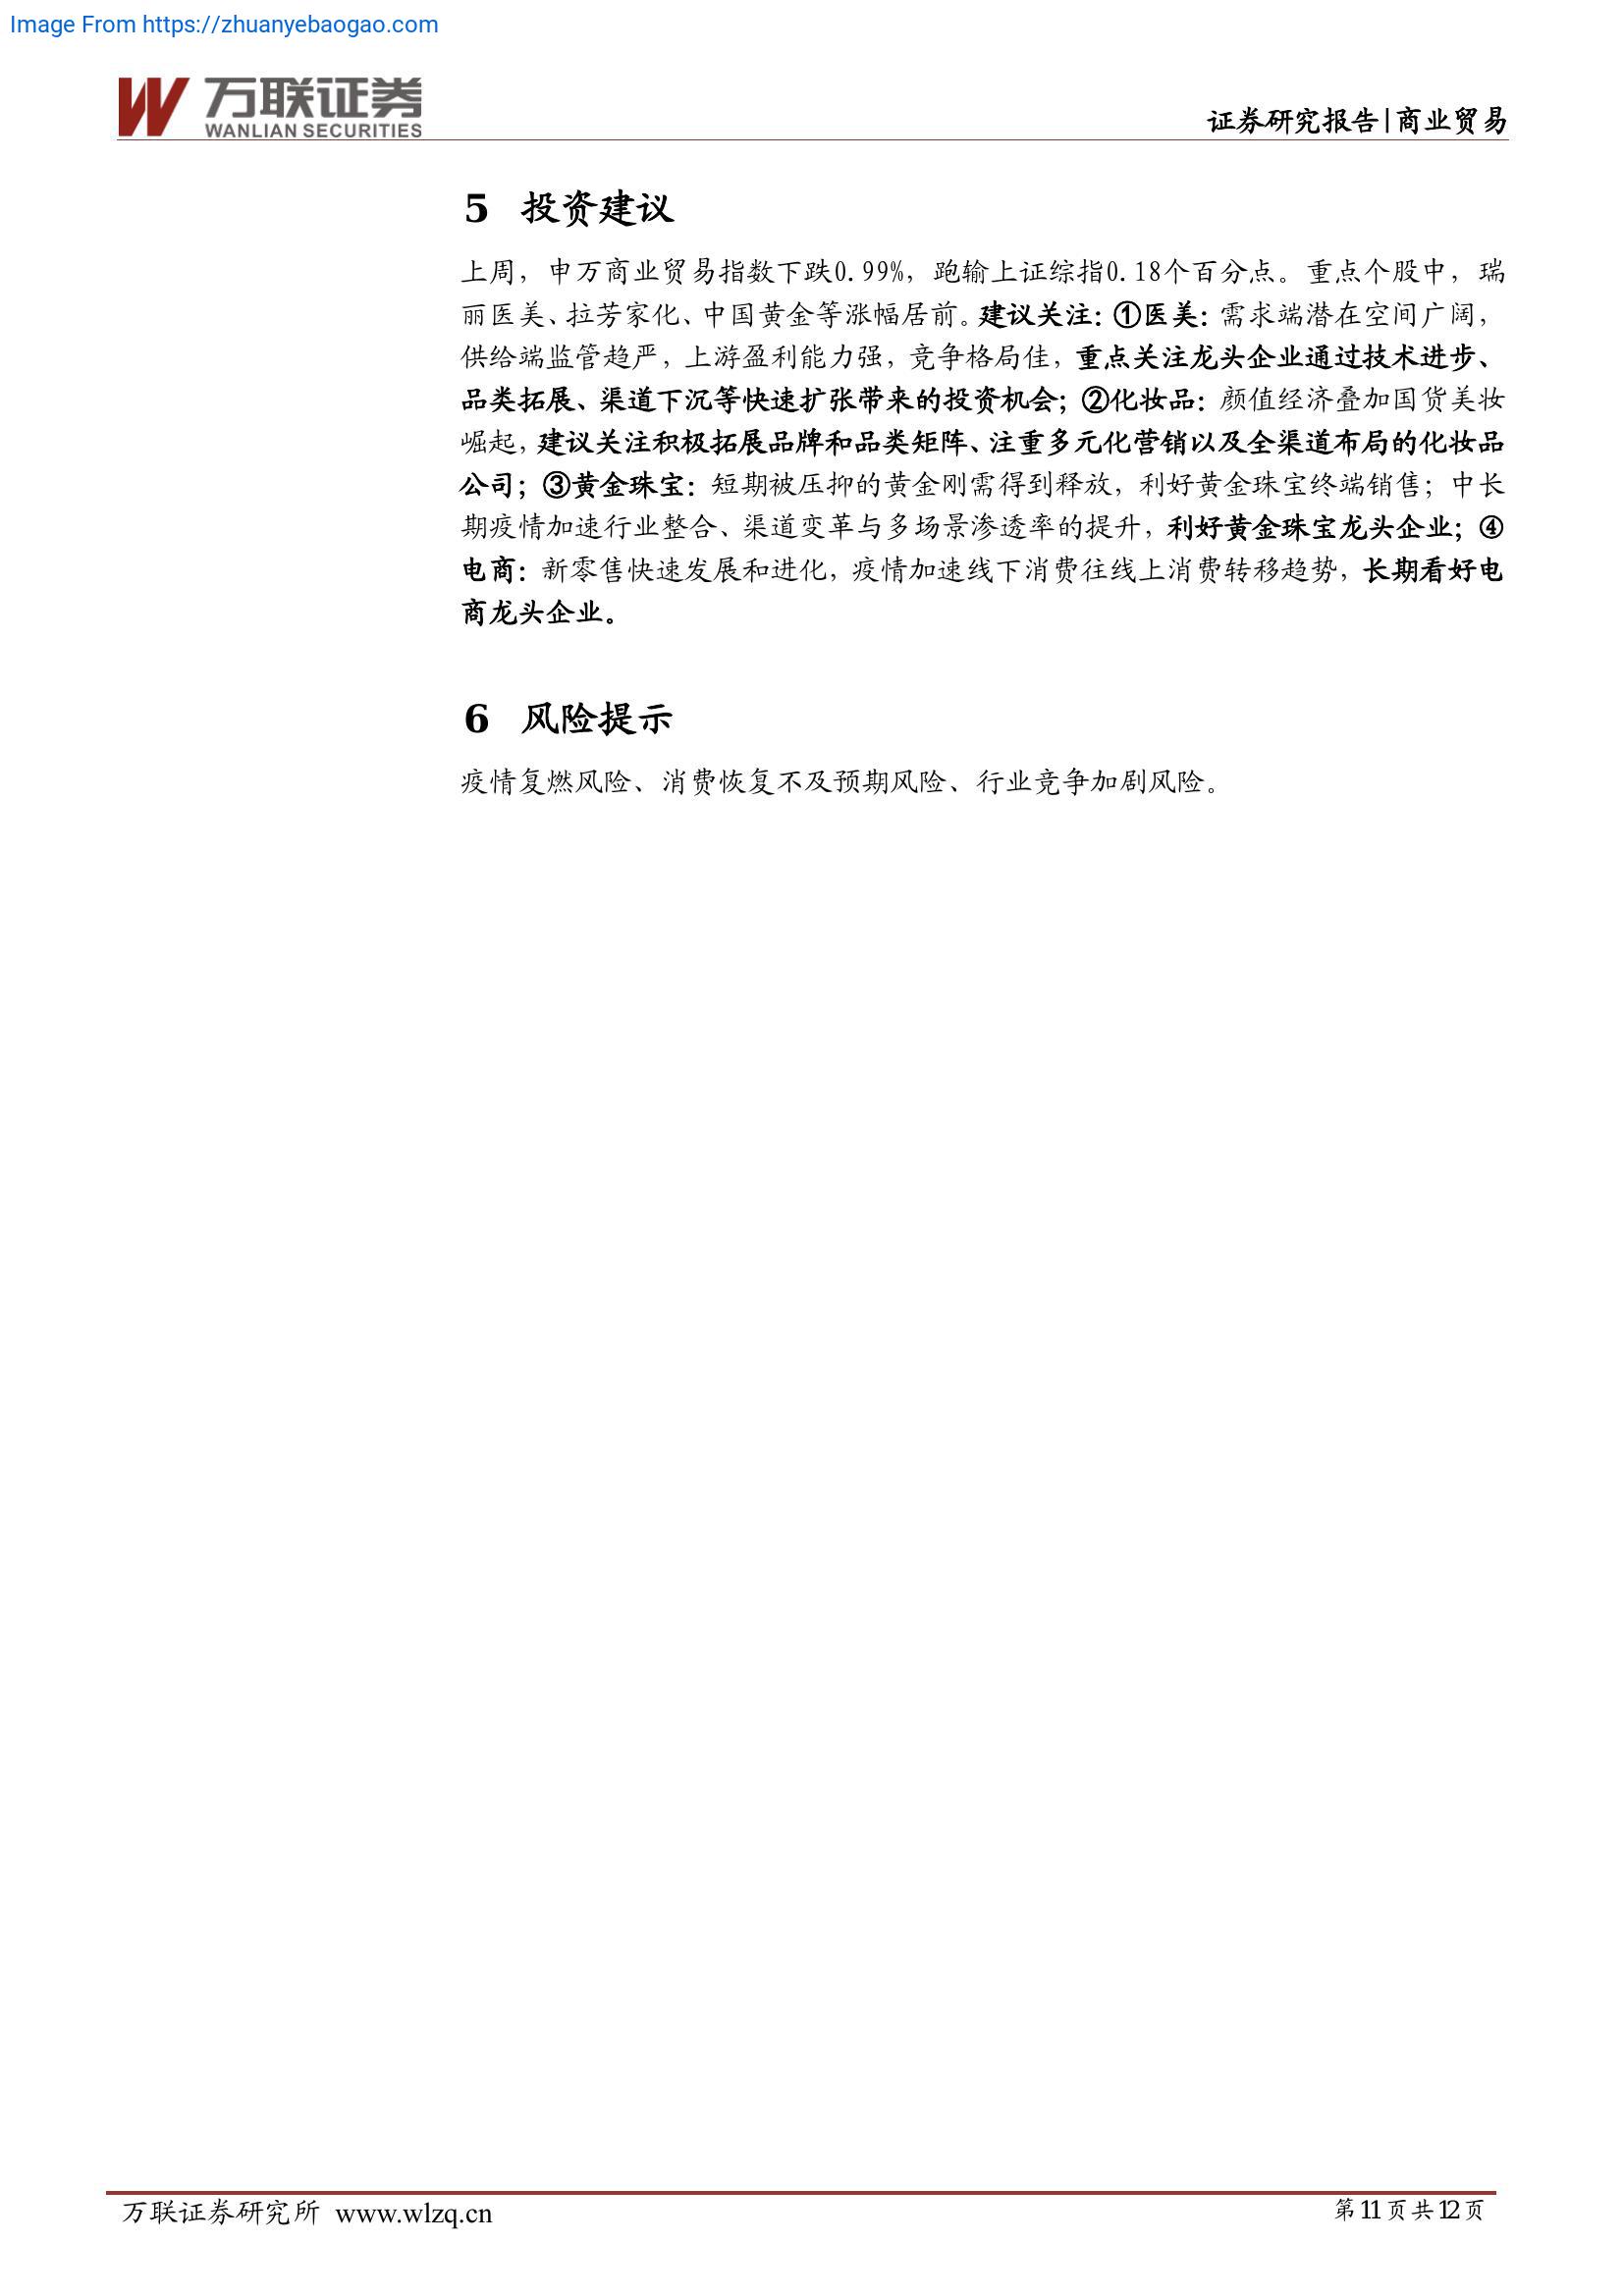 Image From https://zhuanyebaogao.com
万联证券
WANLIAN SECURITIES
证券研究报告|商业贸易
5 投资建议
上周，申万商业贸易指数下跌0.99%，跑输上证综指0.18个百分点。重点个股中，瑞
丽医美、拉芳家化、中国黄金等涨幅居前。建议关注：①医美：需求端潜在空间广阔，
供给端监管趋严，上游盈利能力强，竞争格局佳，重点关注龙头企业通过技术进步、
品类拓展、渠道下沉等快速扩张带来的投资机会；②化妆品：颜值经济叠加国货美妆
崛起，建议关注积极拓展品牌和品类矩阵、注重多元化营销以及全渠道布局的化妆品
公司；③黄金珠宝：短期被压抑的黄金刚需得到释放，利好黄金珠宝终端销售；中长
期疫情加速行业整合、渠道变革与多场景渗透率的提升，利好黄金珠宝龙头企业；④
电商：新零售快速发展和进化，疫情加速线下消费往线上消费转移趋势，长期看好电
商龙头企业。
6 风险提示
疫情复燃风险、消费恢复不及预期风险、行业竞争加剧风险。
万联证券研究所 www.wlzq.cn
第11页共12页